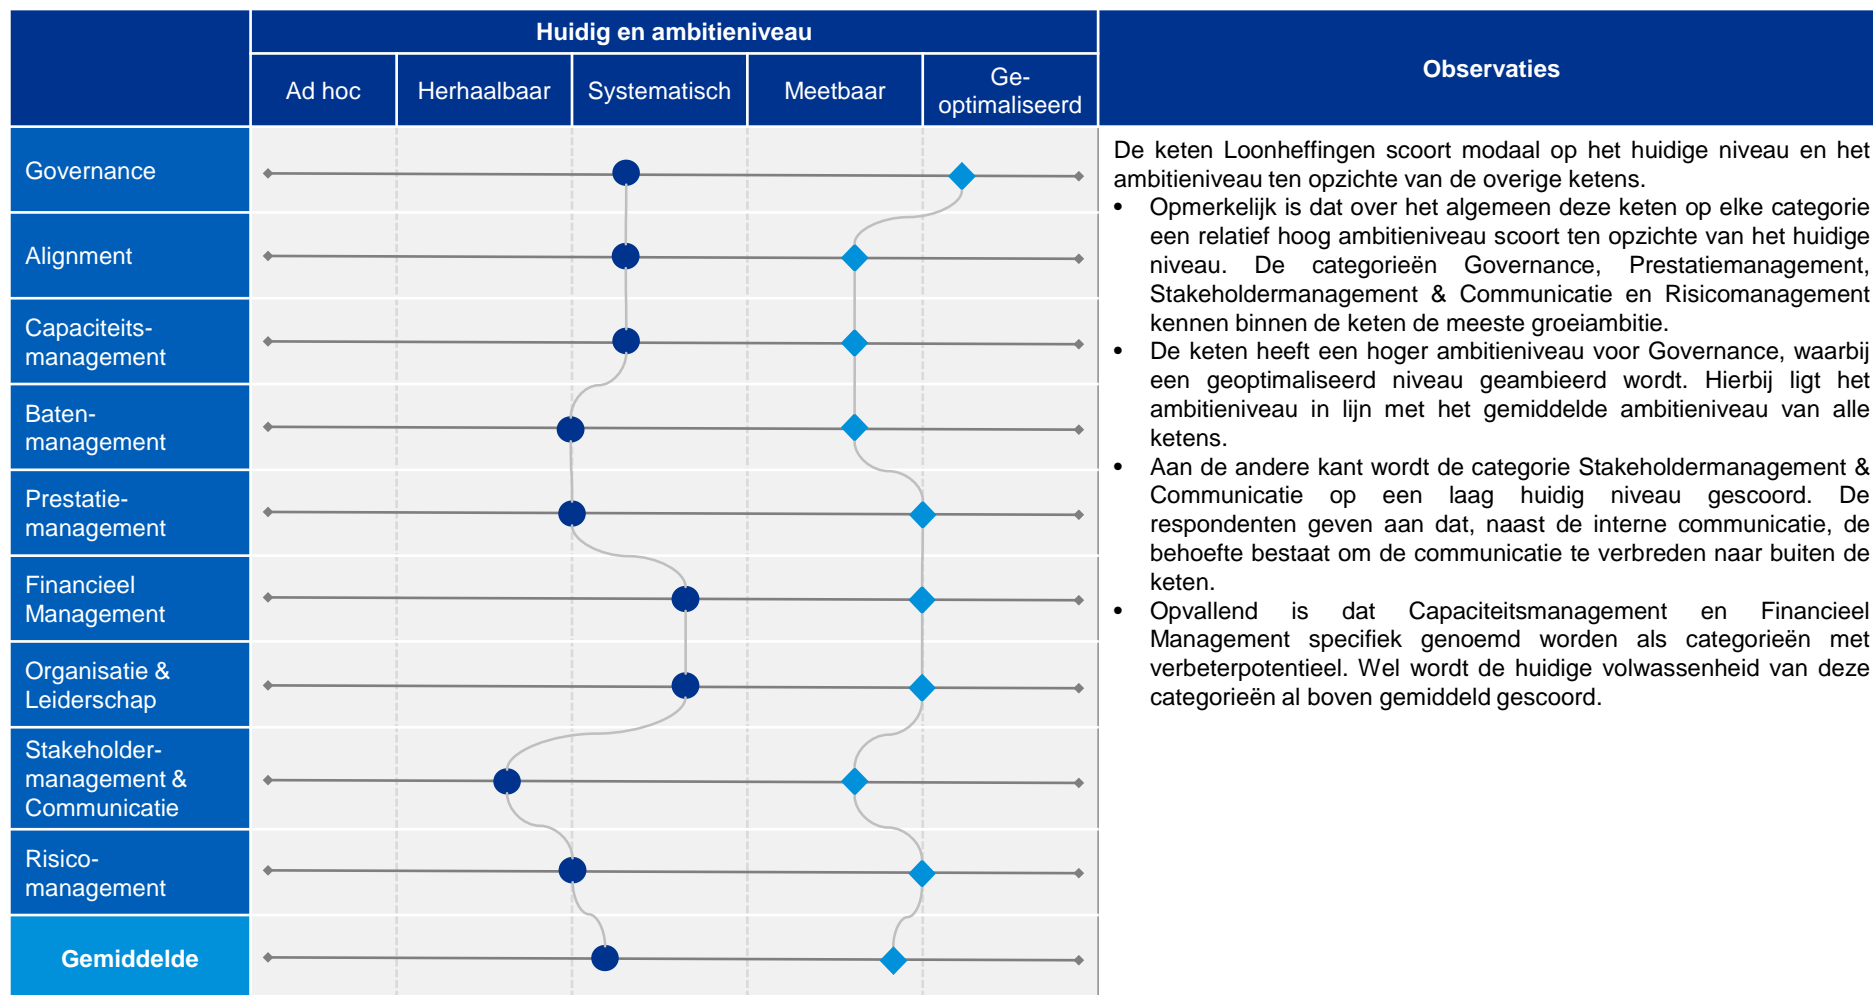 Huidig en ambitieniveau
Observaties
Ad hoc
Herhaalbaar
Systematisch
Meetbaar
Ge-
optimaliseerd
Governance
Alignment
Capaciteits-
management
Baten-
management
Prestatie-
management
Financieel
Management
Organisatie &
Leiderschap
Stakeholder-
management &
Communicatie
Risico-
management
Gemiddelde
De keten Loonheffingen scoort modaal op het huidige niveau en het
ambitieniveau ten opzichte van de overige ketens.
• Opmerkelijk is dat over het algemeen deze keten op elke categorie
een relatief hoog ambitieniveau scoort ten opzichte van het huidige
niveau. De categorieën Governance, Prestatiemanagement,
Stakeholdermanagement & Communicatie en Risicomanagement
kennen binnen de keten de meeste groeiambitie.
• De keten heeft een hoger ambitieniveau voor Governance, waarbij
een geoptimaliseerd niveau geambieerd wordt. Hierbij ligt het
ambitieniveau in lijn met het gemiddelde ambitieniveau van alle
ketens.
• Aan de andere kant wordt de categorie Stakeholdermanagement &
Communicatie op een laag huidig niveau gescoord. De
respondenten geven aan dat, naast de interne communicatie, de
behoefte bestaat om de communicatie te verbreden naar buiten de
keten.
• Opvallend is dat Capaciteitsmanagement en Financieel
Management specifiek genoemd worden als categorieën met
verbeterpotentieel. Wel wordt de huidige volwassenheid van deze
categorieën al boven gemiddeld gescoord.